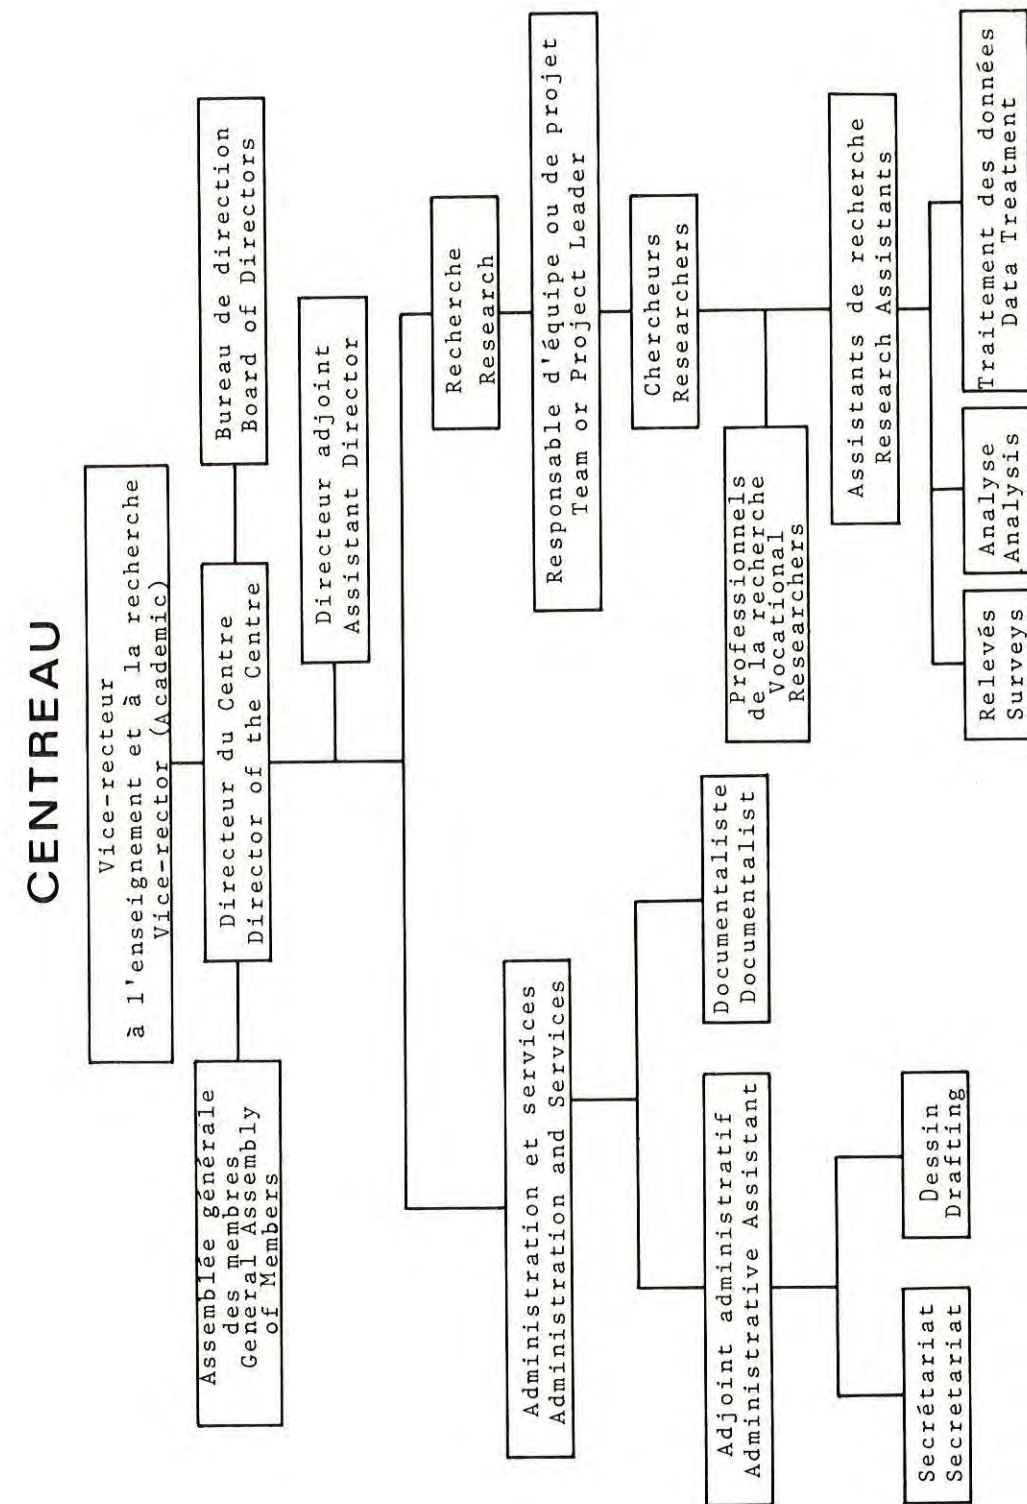 CENTREAU
Vice-recteur
à l'enseignement et à la recherche
Vice-rector (Academic)
Assemblée générale
des membres
General Assembly
of Members
Directeur du Centre
Director of the Centre
Bureau de direction
Board of Directors
Directeur adjoint
Assistant Director
Administration et services
Administration and Services
Adjoint administratif
Administrative Assistant
Documentaliste
Documentalist
Secrétariat
Secretariat
Dessin
Drafting
Recherche
Research
Responsable d'équipe ou de projet
Team or Project Leader
Chercheurs
Researchers
Professionnels
de la recherche
Vocational
Researchers
Assistants de recherche
Research Assistants
Relevés
Surveys
Analyse
Analysis
Traitement des données
Data Treatment